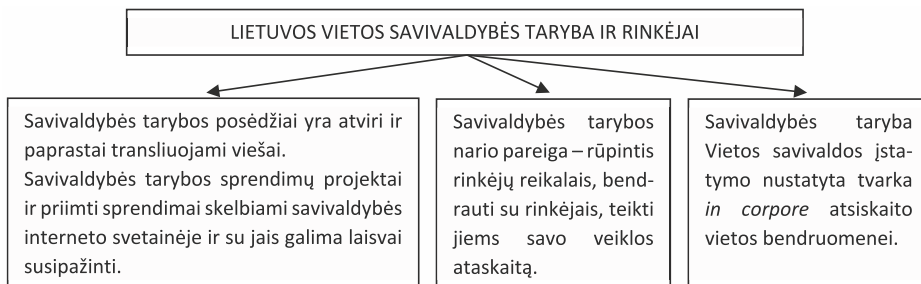 LIETUVOS VIETOS SAVIVALDYBĖS TARYBA IR RINKĖJAI
Savivaldybės tarybos posėdžiai yra atviri ir
paprastai transliuojami viešai.
Savivaldybės tarybos sprendimų projektai
ir priimti sprendimai skelbiami savivaldybės
interneto svetainėje ir su jais galima laisvai
susipažinti.
Savivaldybės tarybos
nario pareiga – rūpintis
rinkėjų reikalais, bend-
rauti su rinkėjais, teikti
jiems savo veiklos
ataskaitą.
Savivaldybės taryba
Vietos savivaldos įsta-
tymo nustatyta tvarka
in corpore atsiskaito
vietos bendruomenei.